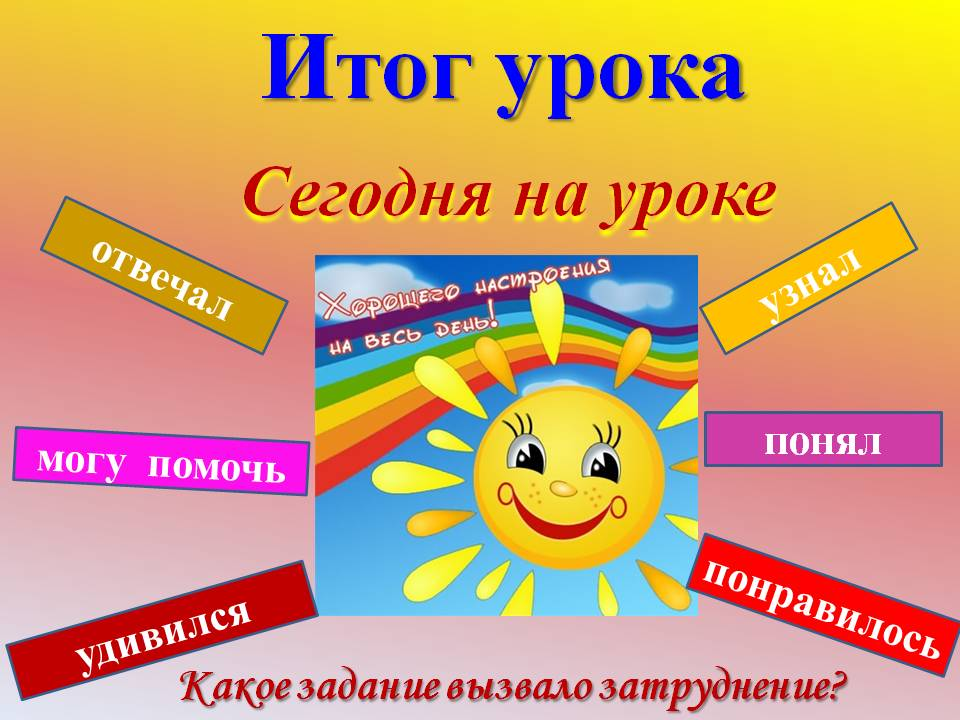 Итог урока
Сегодня на уроке
отвечал
узнал
Хорошего настроения
на весь день!
могу помочь
понял
удивился
понравилось
Какое задание вызвало затруднение?